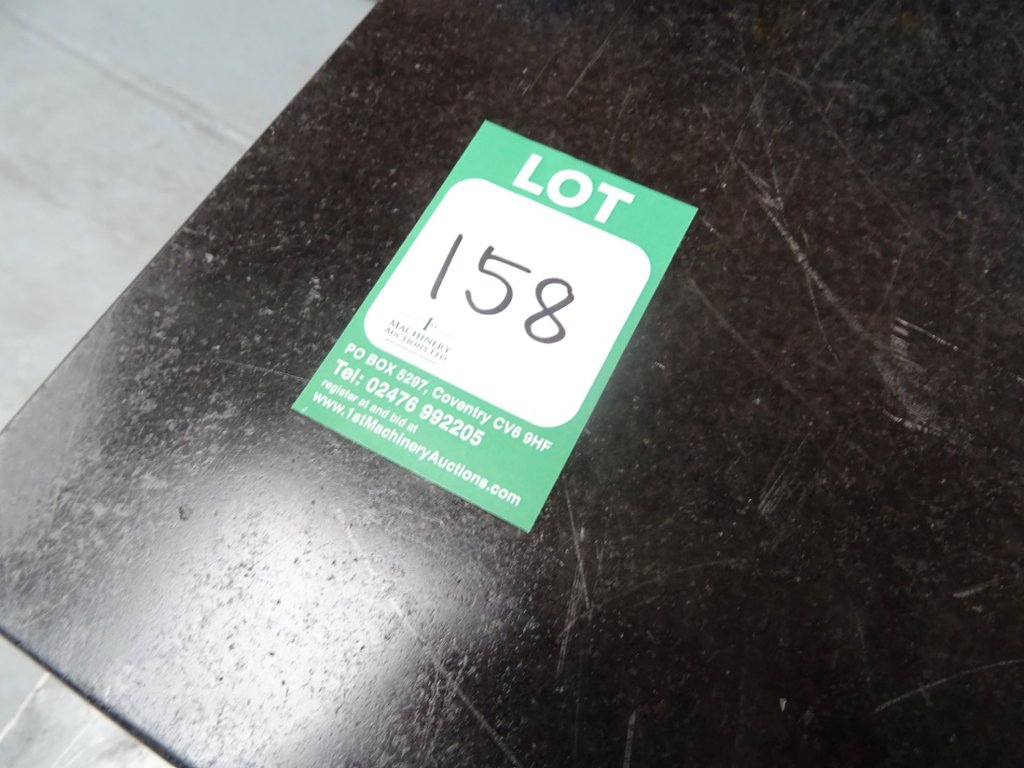 LOT
158
1st
MACHINERY
AUCTIONS LTD
PO BOX 5297, Coventry CV6 9HF
Tel: 02476 992205
register at and bid at
www.1stMachineryAuctions.com